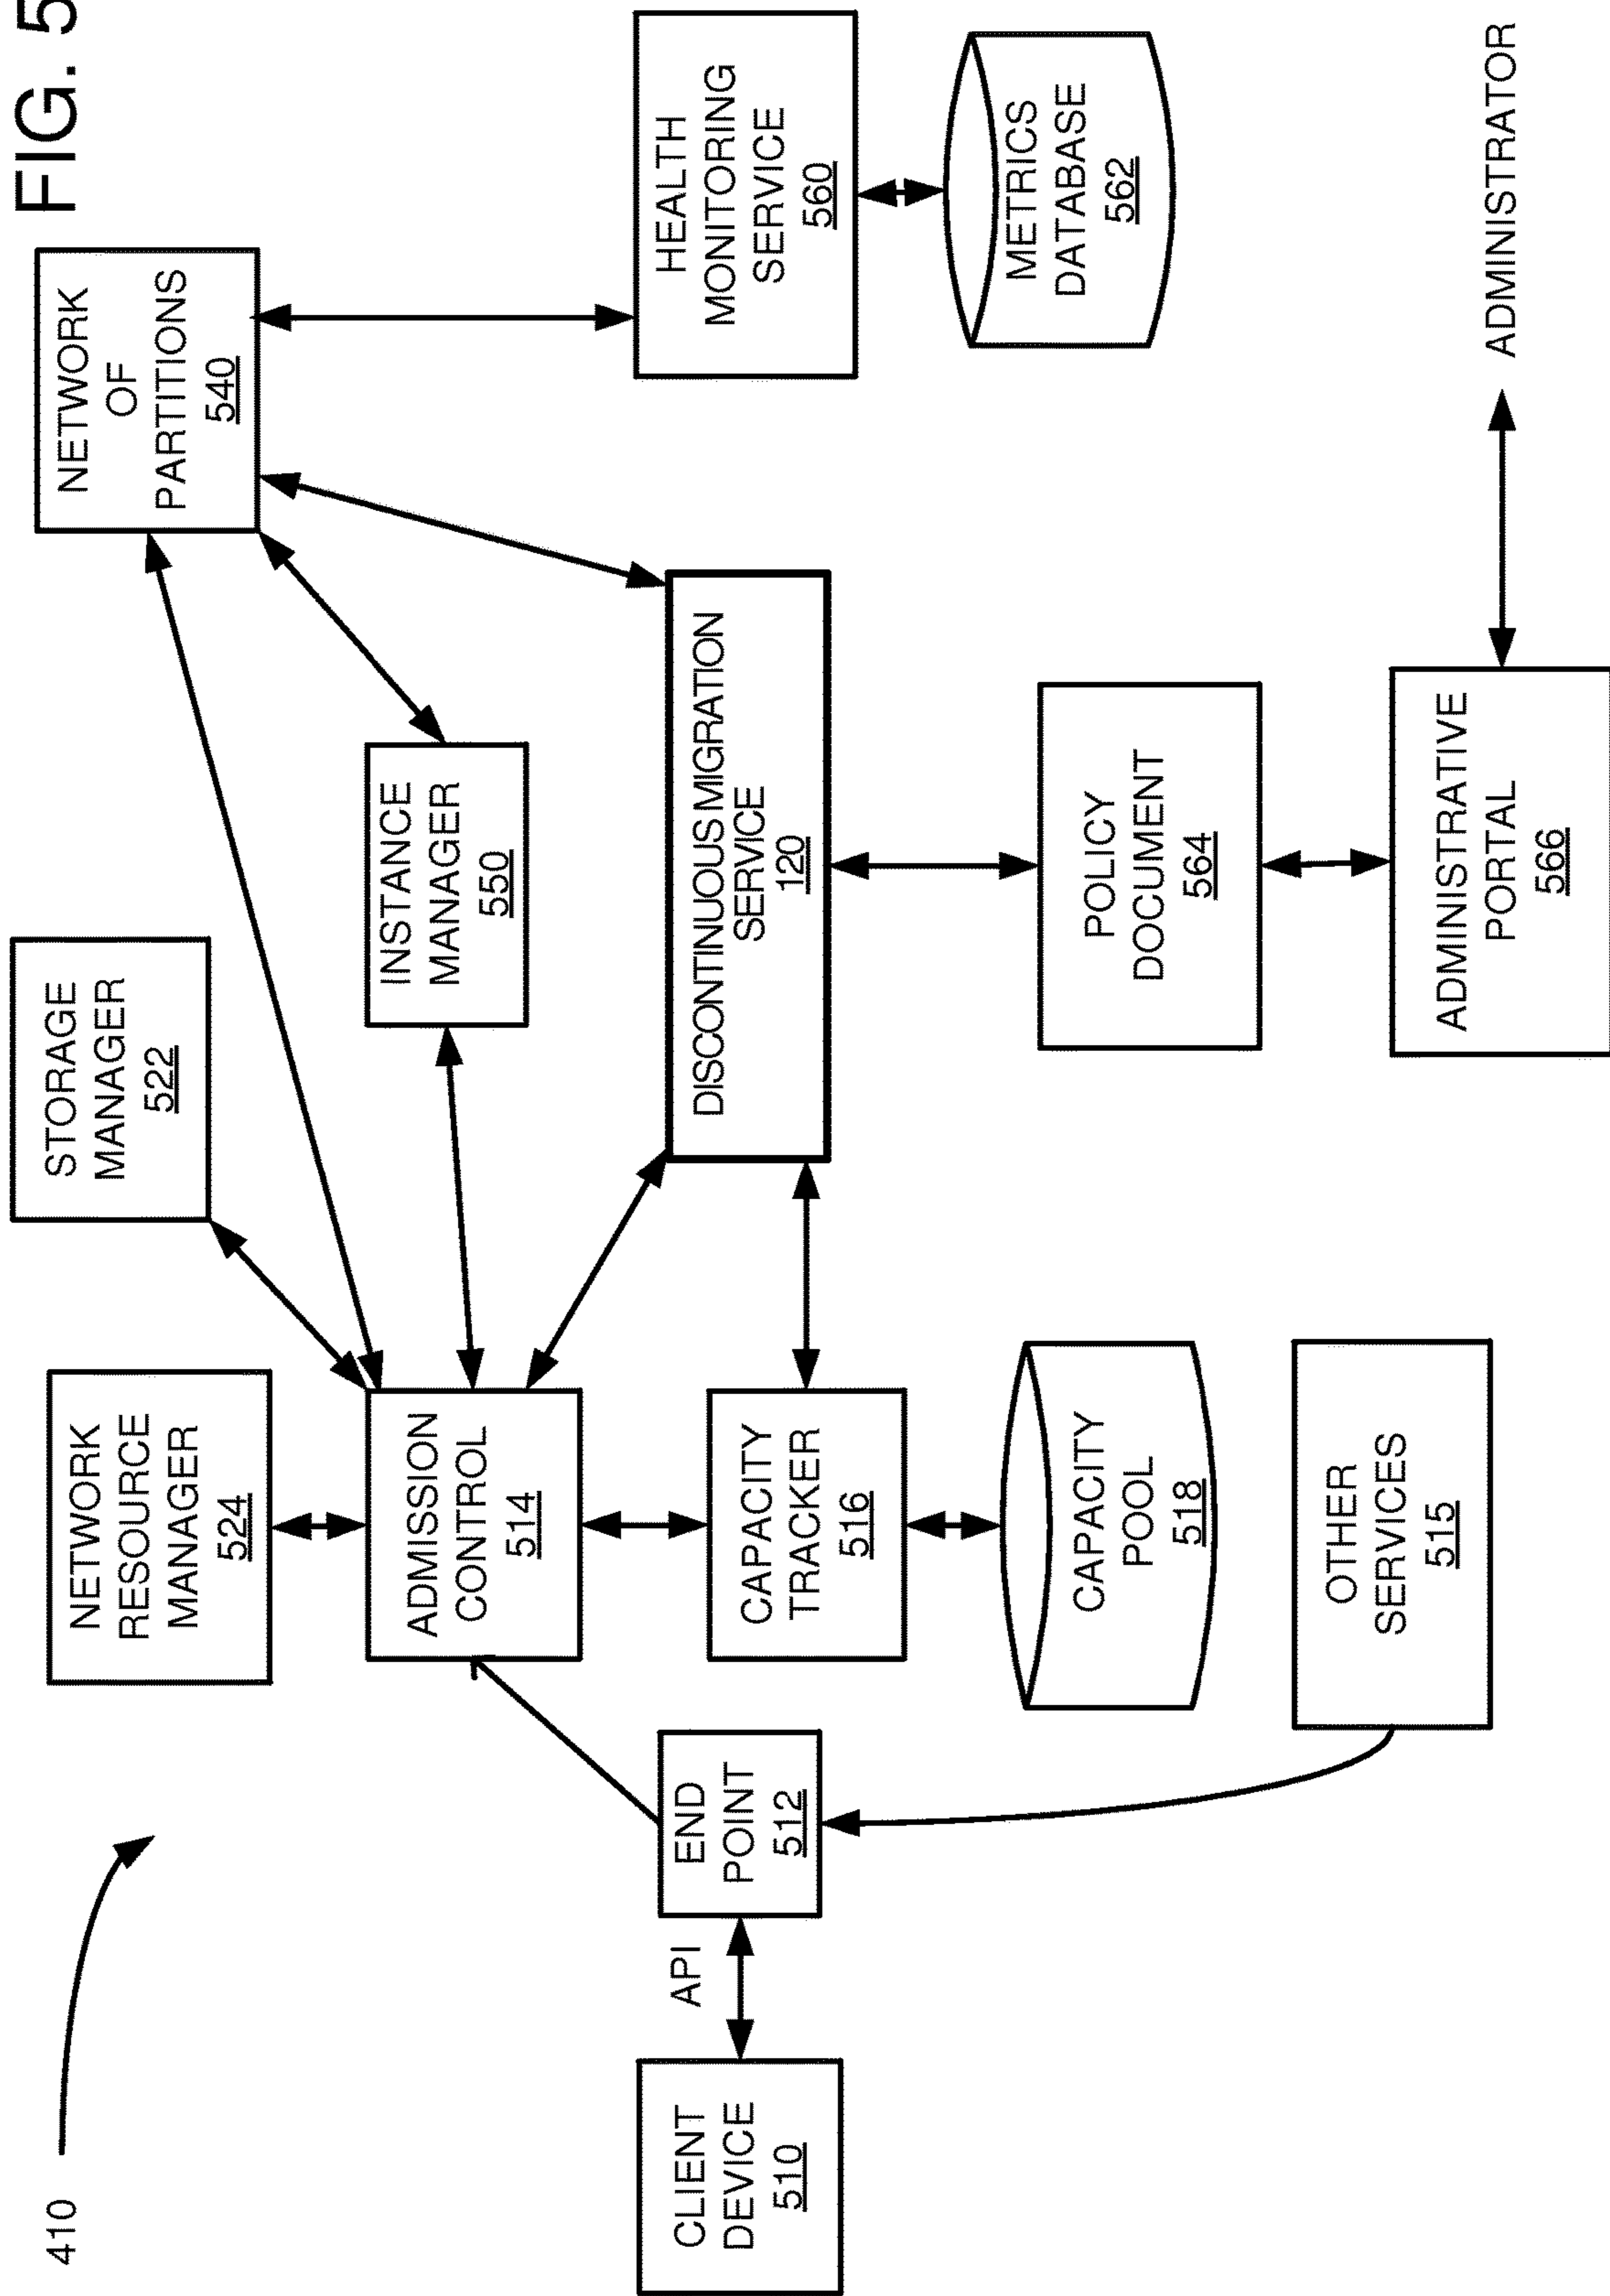 FIG. 5
410
NETWORK
RESOURCE
MANAGER
524
STORAGE
MANAGER
522
NETWORK
OF
PARTITIONS
540
ADMISSION
CONTROL
514
INSTANCE
MANAGER
550
CLIENT
DEVICE
510
API
END
POINT
512
CAPACITY
TRACKER
516
DISCONTINUOUS MIGRATION
SERVICE
120
HEALTH
MONITORING
SERVICE
560
CAPACITY
POOL
518
POLICY
DOCUMENT
564
METRICS
DATABASE
562
OTHER
SERVICES
515
ADMINISTRATIVE
PORTAL
566
ADMINISTRATOR